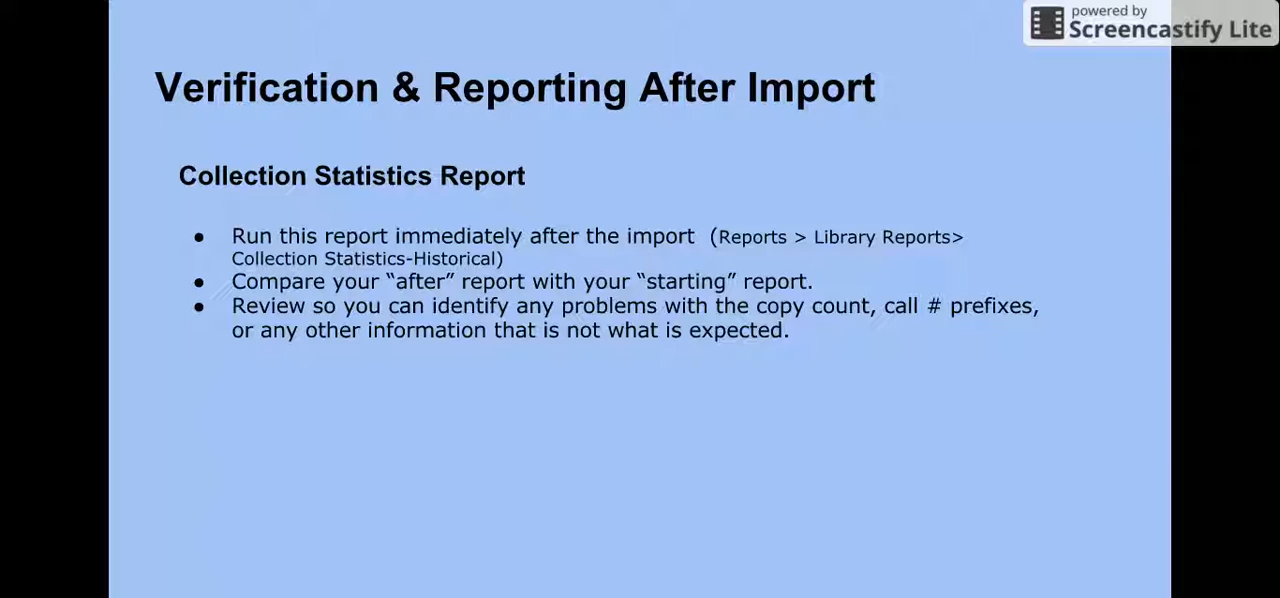 powered by
Screencastify Lite
Verification & Reporting After Import
Collection Statistics Report
● Run this report immediately after the import (Reports > Library Reports>
Collection Statistics-Historical)
● Compare your “after” report with your “starting” report.
● Review so you can identify any problems with the copy count, call # prefixes,
or any other information that is not what is expected.